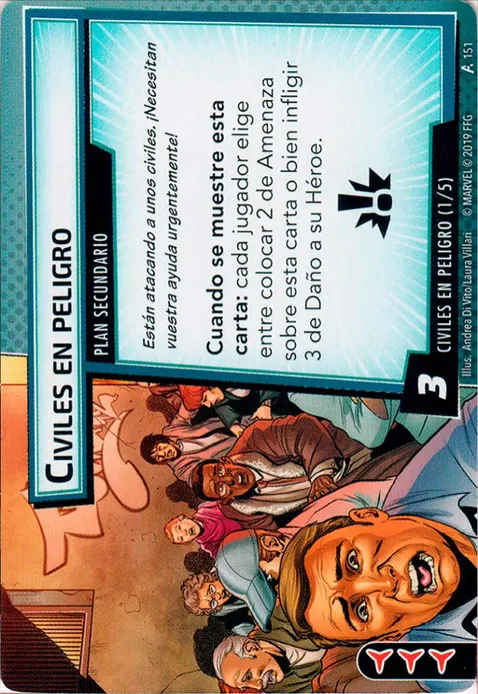 CIVILES EN PELIGRO
PLAN SECUNDARIO
Están atacando a unos civiles. ¡Necesitan
vuestra ayuda urgentemente!
Cuando se muestre esta
carta: cada jugador elige
entre colocar 2 de Amenaza
sobre esta carta o bien infligir
3 de Daño a su Héroe.
3
CIVILES EN PELIGRO (1/5)
Illus. Andrea Di Vito/Laura Villari © MARVEL © 2019 FFG 151